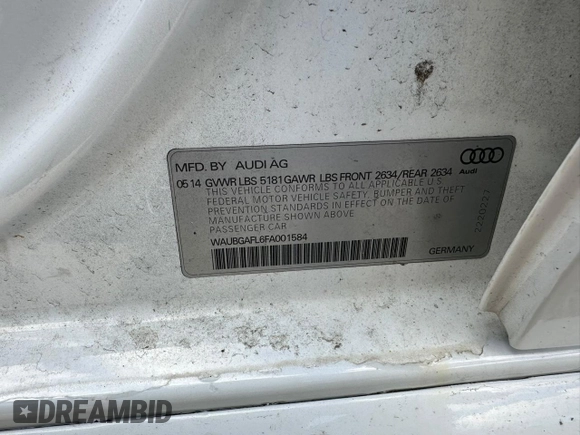 MFD. BY AUDI AG
05 14 GVWR LBS 5181 GAWR LBS FRONT 2634/REAR 2634
THIS VEHICLE CONFORMS TO ALL APPLICABLE U.S.
FEDERAL MOTOR VEHICLE SAFETY, BUMPER AND THEFT
PREVENTION STANDARDS IN EFFECT ON THE DATE OF
MANUFACTURE SHOWN ABOVE
PASSENGER CAR
WAU8GAFL6FA001584
GERMANY
Audi
2220227
DREAMBID